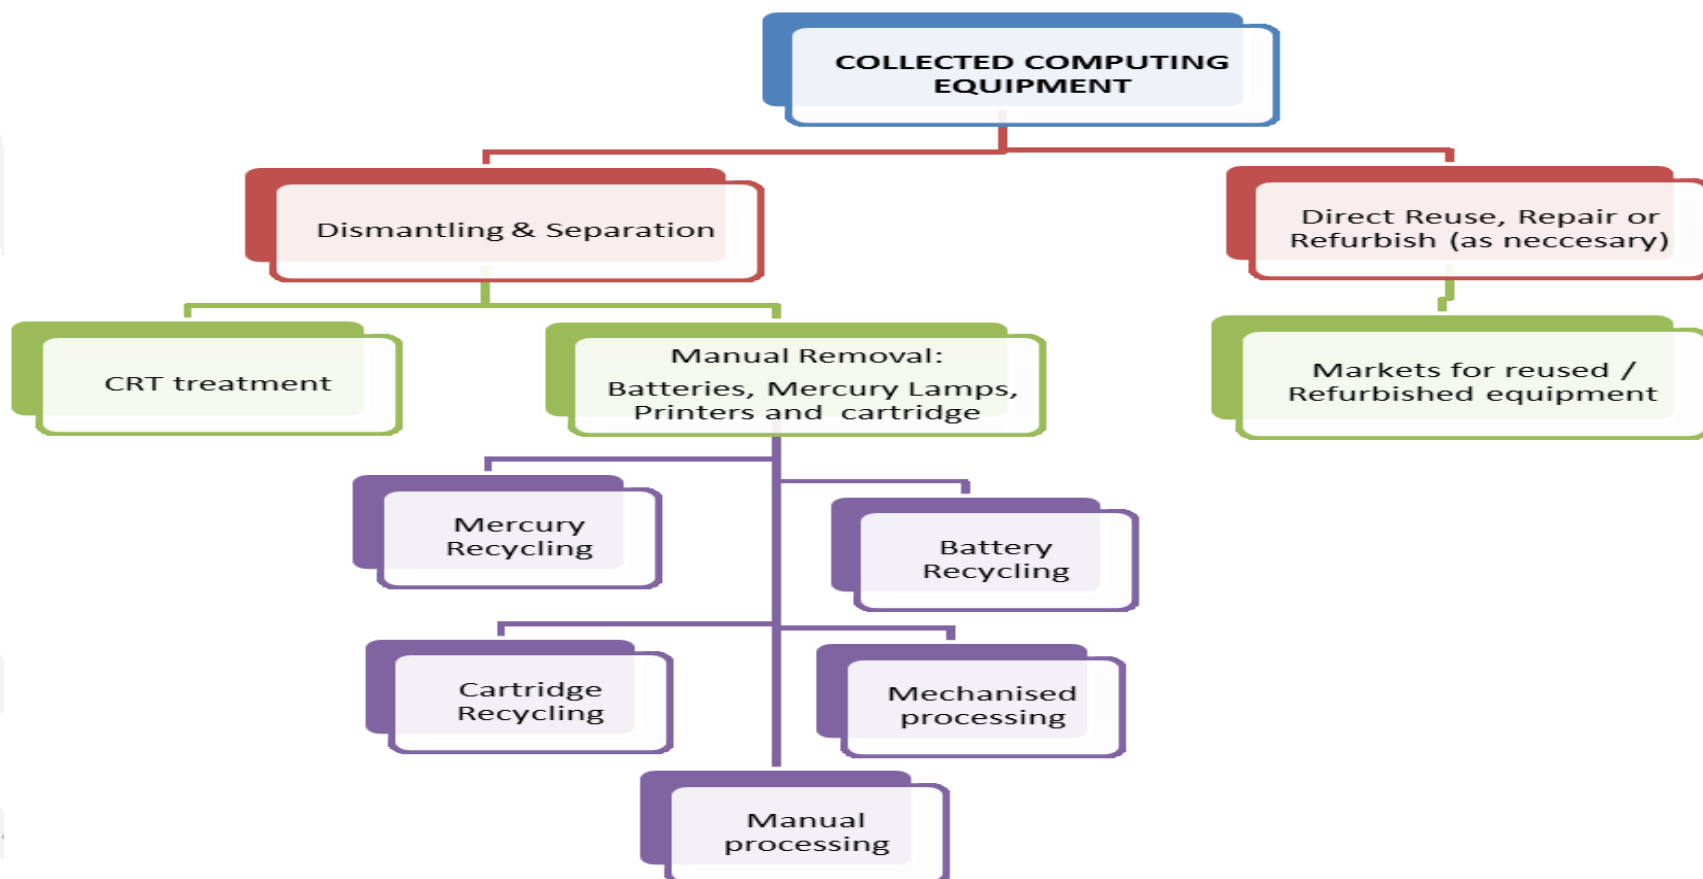 COLLECTED COMPUTING
EQUIPMENT
Dismantling & Separation
Direct Reuse, Repair or
Refurbish (as neccesary)
CRT treatment
Manual Removal:
Batteries, Mercury Lamps,
Printers and cartridge
Markets for reused /
Refurbished equipment
Mercury
Recycling
Battery
Recycling
Cartridge
Recycling
Mechanised
processing
Manual
processing